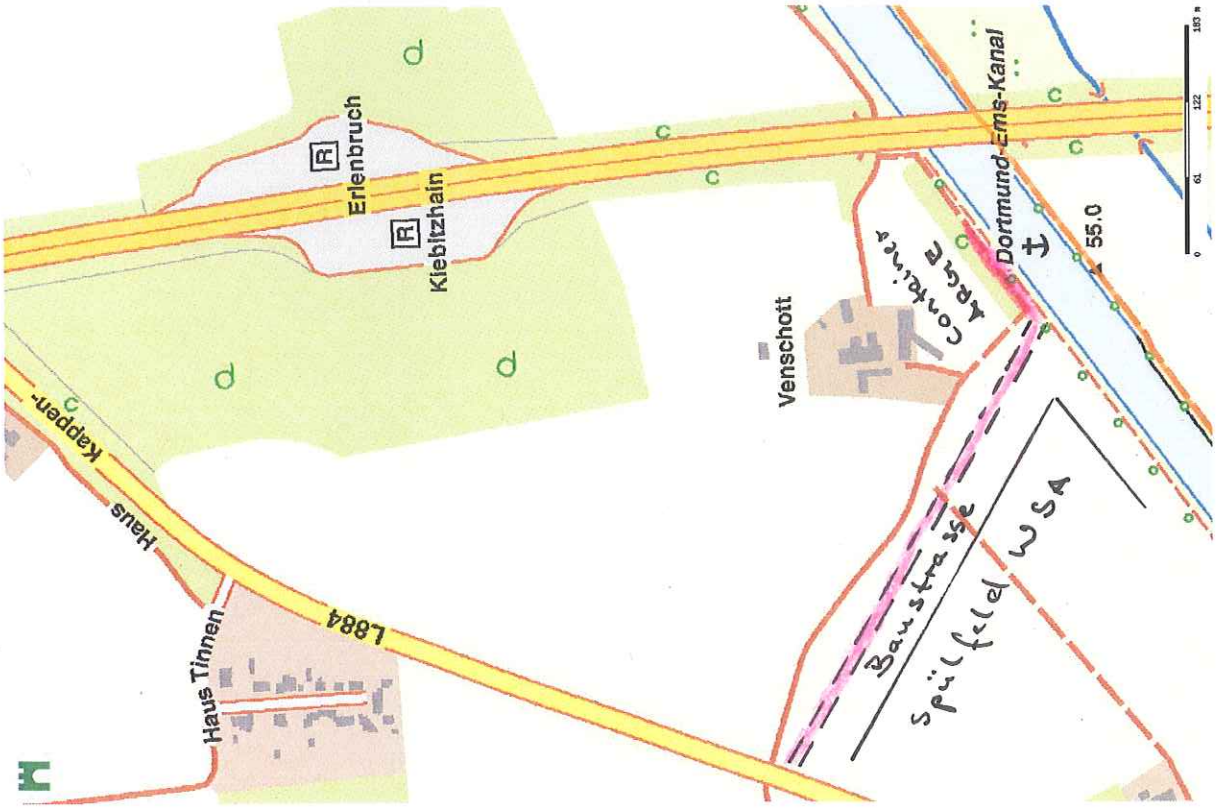 R
Erlenbruch
R
Kiebitzhain
Kappen-
Haus
Haus Tinnen
L884
Venschott
Container
ARGE
Dortmund-Ems-Kanal
55.0
Baustrasse
Spülfeld WSA
0 61 122 183 m